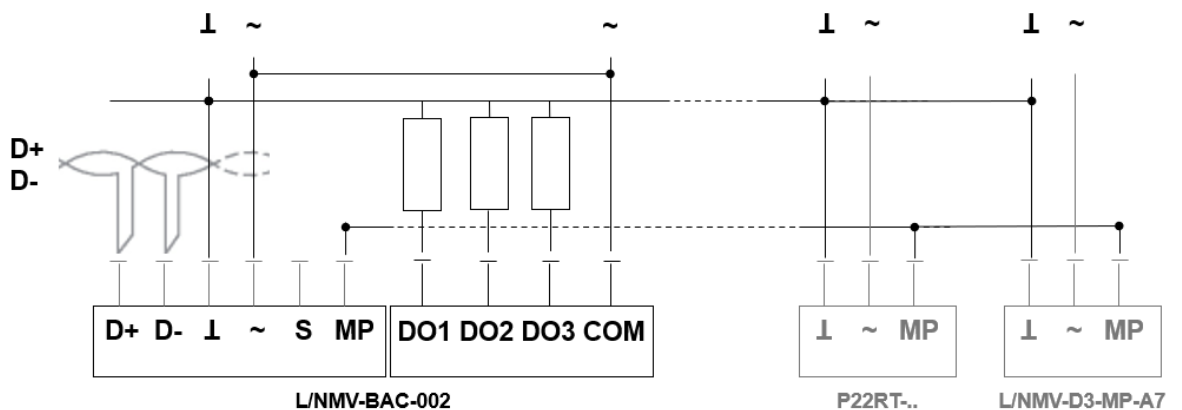 ⊥ ~ ~ ⊥ ~ ⊥ ~
D+
D-
D+ D- ⊥ ~ S MP DO1 DO2 DO3 COM ⊥ ~ MP ⊥ ~ MP
L/NMV-BAC-002 P22RT-.. L/NMV-D3-MP-A7